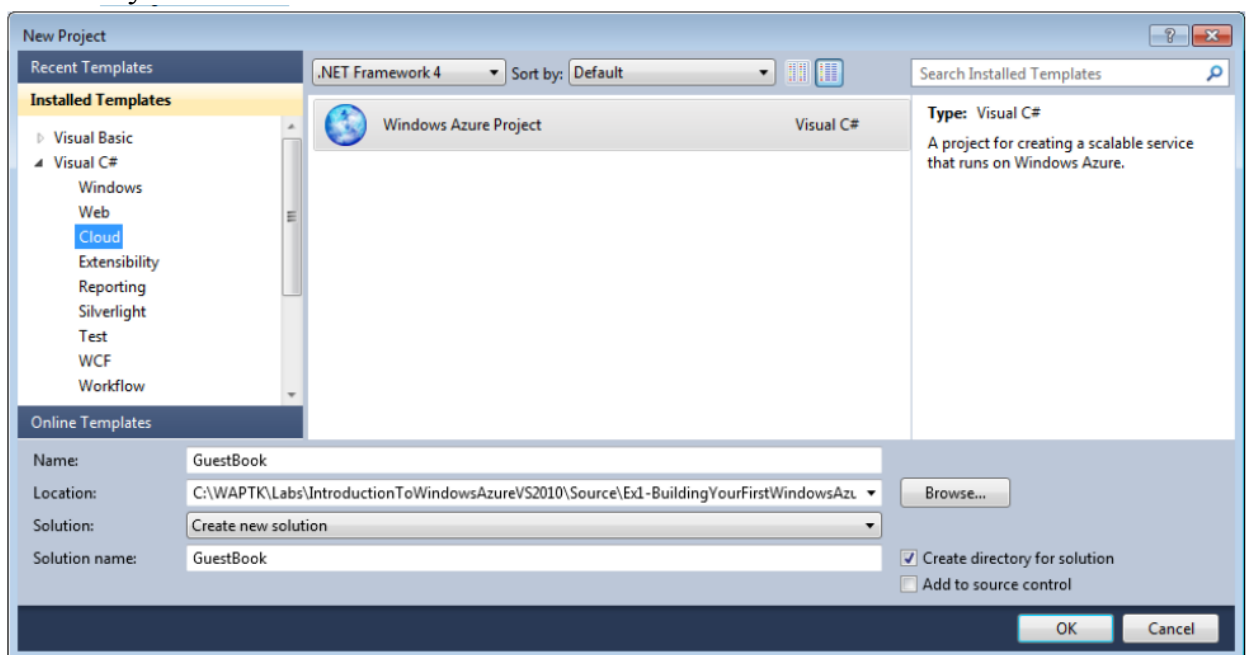 New Project
Recent Templates
.NET Framework 4 Sort by: Default
Search Installed Templates
Installed Templates
Visual Basic
Visual C#
Windows
Web
Cloud
Extensibility
Reporting
Silverlight
Test
WCF
Workflow
Online Templates
Windows Azure Project Visual C#
Type: Visual C#
A project for creating a scalable service
that runs on Windows Azure.
Name: GuestBook
Location: C:\WAPTK\Labs\IntroductionToWindowsAzureVS2010\Source\Ex1-BuildingYourFirstWindowsAzu Browse...
Solution: Create new solution
Solution name: GuestBook
Create directory for solution
Add to source control
OK Cancel